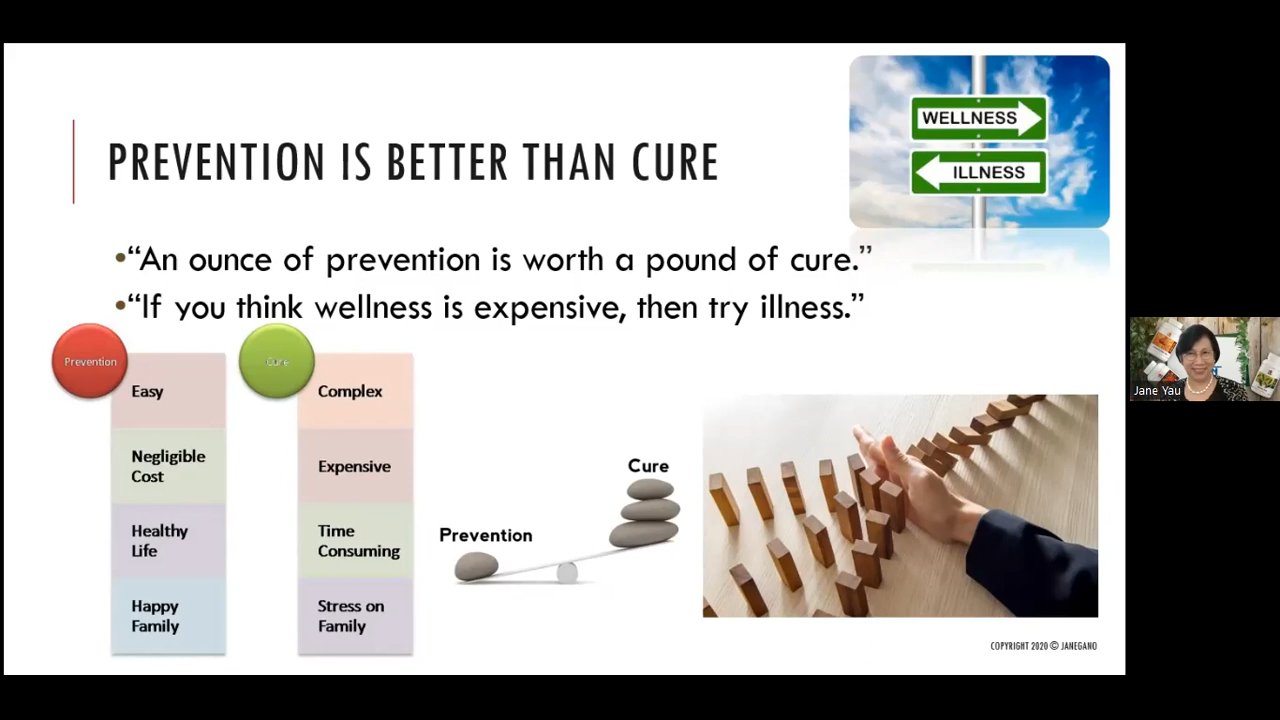 WELLNESS
ILLNESS
PREVENTION IS BETTER THAN CURE
•“An ounce of prevention is worth a pound of cure.”
•“If you think wellness is expensive, then try illness.”
Prevention
Easy
Negligible
Cost
Healthy
Life
Happy
Family
Cure
Complex
Expensive
Time
Consuming
Stress on
Family
Prevention
Cure
COPYRIGHT 2020 © JANEGANO
Jane Yau